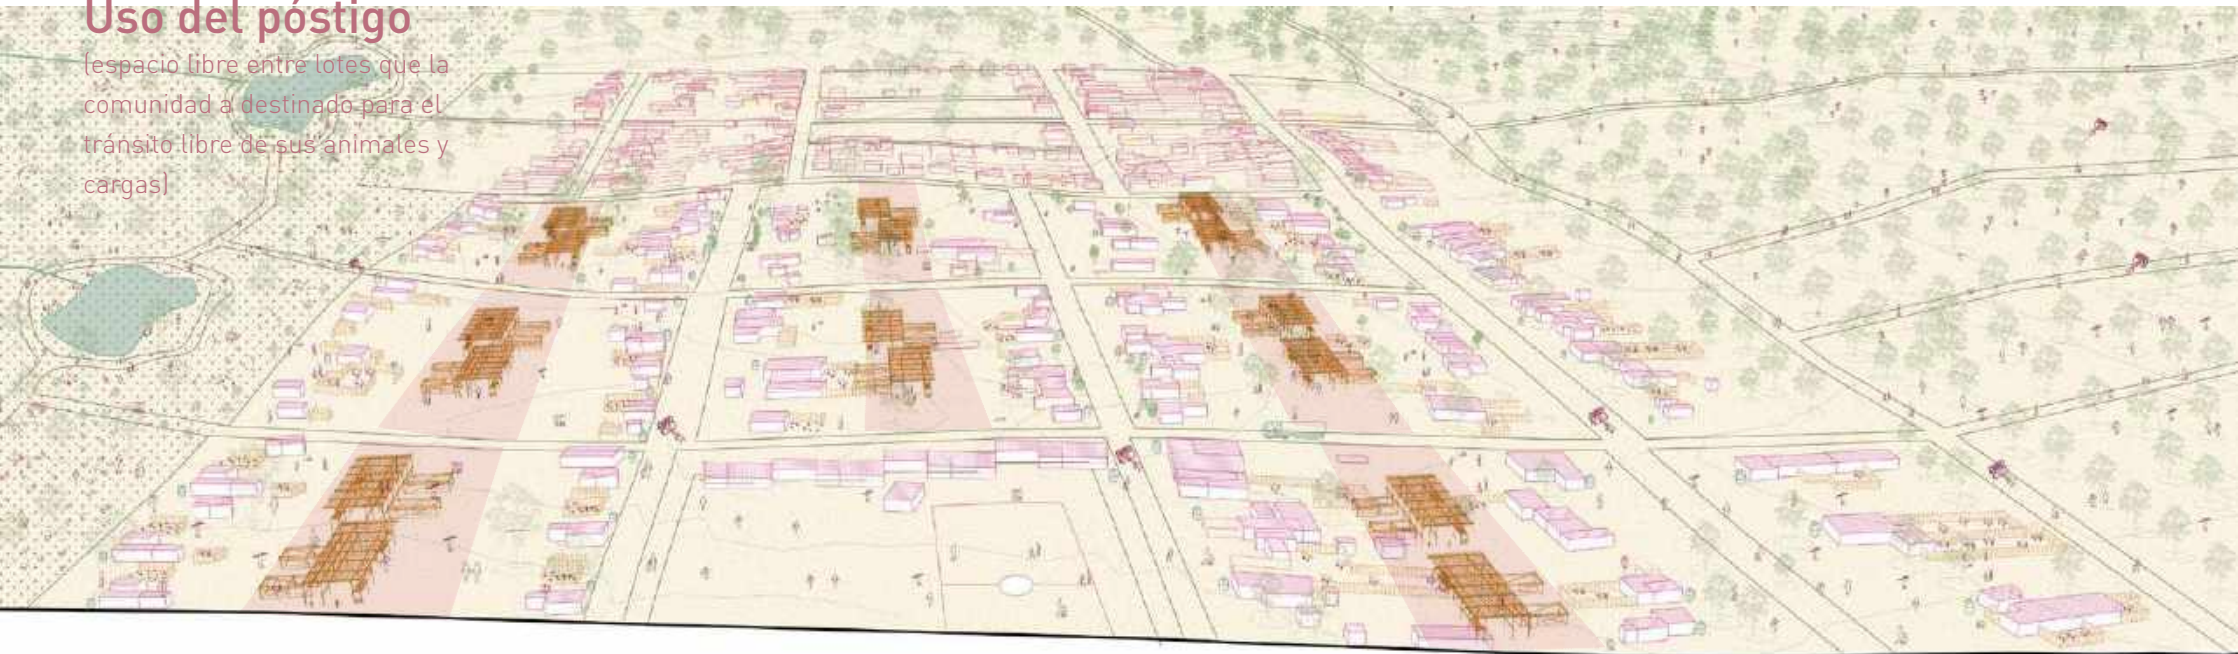 Uso del póstigo
(espacio libre entre lotes que la
comunidad a destinado para el
tránsito libre de sus animales y
cargas)